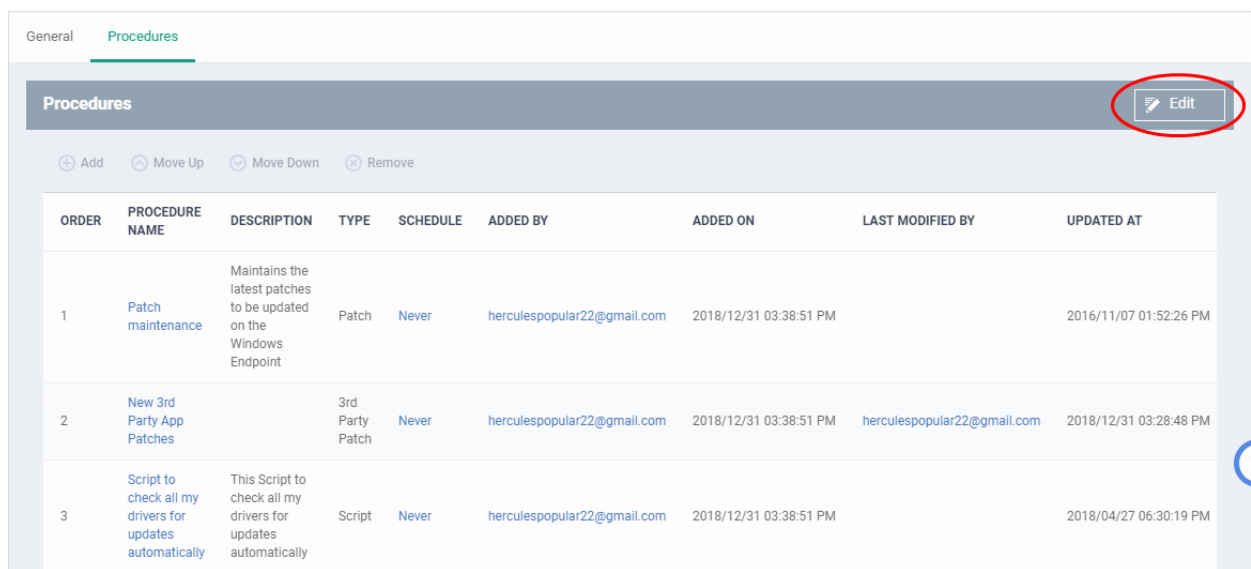 General Procedures
Procedures Edit
Add Move Up Move Down Remove
ORDER PROCEDURE NAME DESCRIPTION TYPE SCHEDULE ADDED BY ADDED ON LAST MODIFIED BY UPDATED AT
1
Patch
maintenance
Maintains the
latest patches
to be updated
on the
Windows
Endpoint
Patch
Never
herculespopular22@gmail.com
2018/12/31 03:38:51 PM
2016/11/07 01:52:26 PM
2
New 3rd
Party App
Patches
3rd
Party
Patch
Never
herculespopular22@gmail.com
2018/12/31 03:38:51 PM
herculespopular22@gmail.com
2018/12/31 03:28:48 PM
3
Script to
check all my
drivers for
updates
automatically
This Script to
check all my
drivers for
updates
automatically
Script
Never
herculespopular22@gmail.com
2018/12/31 03:38:51 PM
2018/04/27 06:30:19 PM